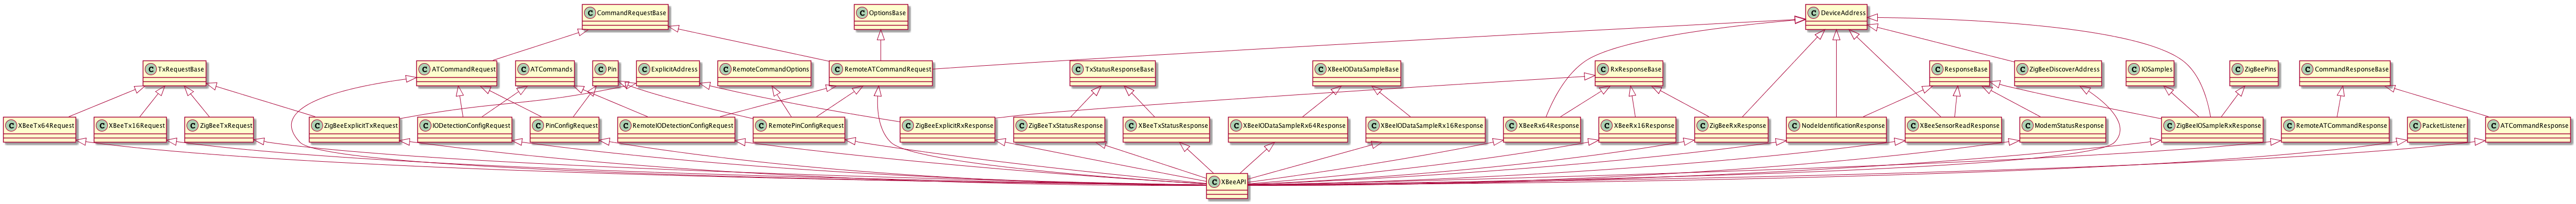 C CommandRequestBase
C OptionsBase
C DeviceAddress
C TxRequestBase
C ATCommandRequest
C ATCommands
C Pin
C ExplicitAddress
C RemoteCommandOptions
C RemoteATCommandRequest
C TxStatusResponseBase
C XBeeIODataSampleBase
C RxResponseBase
C ResponseBase
C ZigBeeDiscoverAddress
C IOSamples
C ZigBeePins
C CommandResponseBase
C XBeeTx64Request
C XBeeTx16Request
C ZigBeeTxRequest
C ZigBeeExplicitTxRequest
C IODetectionConfigRequest
C PinConfigRequest
C RemoteIODetectionConfigRequest
C RemotePinConfigRequest
C ZigBeeExplicitRxResponse
C ZigBeeTxStatusResponse
C XBeeTxStatusResponse
C XBeeIODataSampleRx64Response
C XBeeIODataSampleRx16Response
C XBeeRx64Response
C XBeeRx16Response
C ZigBeeRxResponse
C NodeIdentificationResponse
C XBeeSensorReadResponse
C ModemStatusResponse
C ZigBeeIOSampleRxResponse
C RemoteATCommandResponse
C PacketListener
C ATCommandResponse
C XBeeAPI